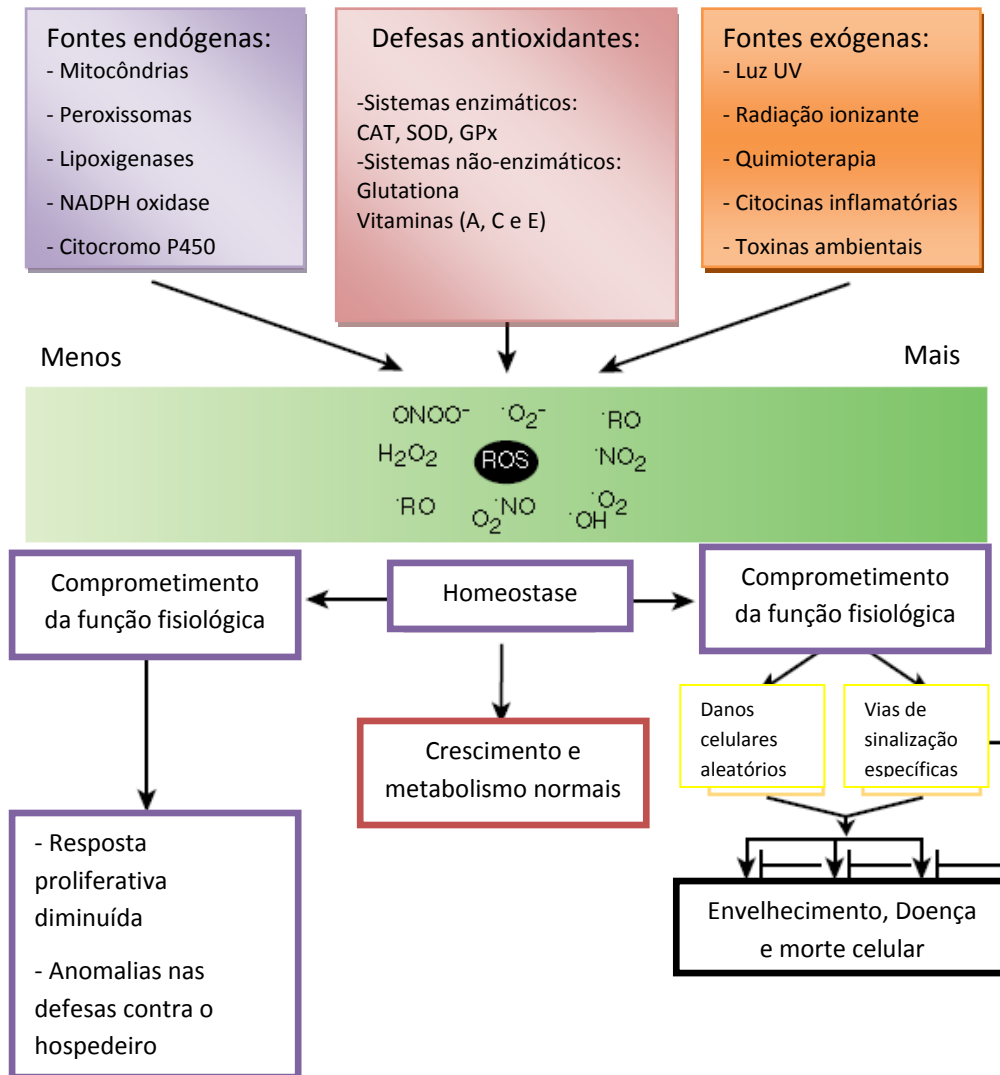 Fontes endógenas:
- Mitocôndrias
- Peroxissomas
- Lipoxigenases
- NADPH oxidase
- Citocromo P450
Defesas antioxidantes:
-Sistemas enzimáticos:
CAT, SOD, GPx
-Sistemas não-enzimáticos:
Glutationa
Vitaminas (A, C e E)
Fontes exógenas:
- Luz UV
- Radiação ionizante
- Quimioterapia
- Citocinas inflamatórias
- Toxinas ambientais
Menos
Mais
ONOO⁻ ·O₂⁻ ·RO
H₂O₂ ROS ·NO₂
·RO O₂ ·NO ·OH ·O₂
Comprometimento
da função fisiológica
Homeostase
Comprometimento
da função fisiológica
Crescimento e
metabolismo normais
Danos
celulares
aleatórios
Vias de
sinalização
específicas
- Resposta
proliferativa
diminuída
- Anomalias nas
defesas contra o
hospedeiro
Envelhecimento, Doença
e morte celular